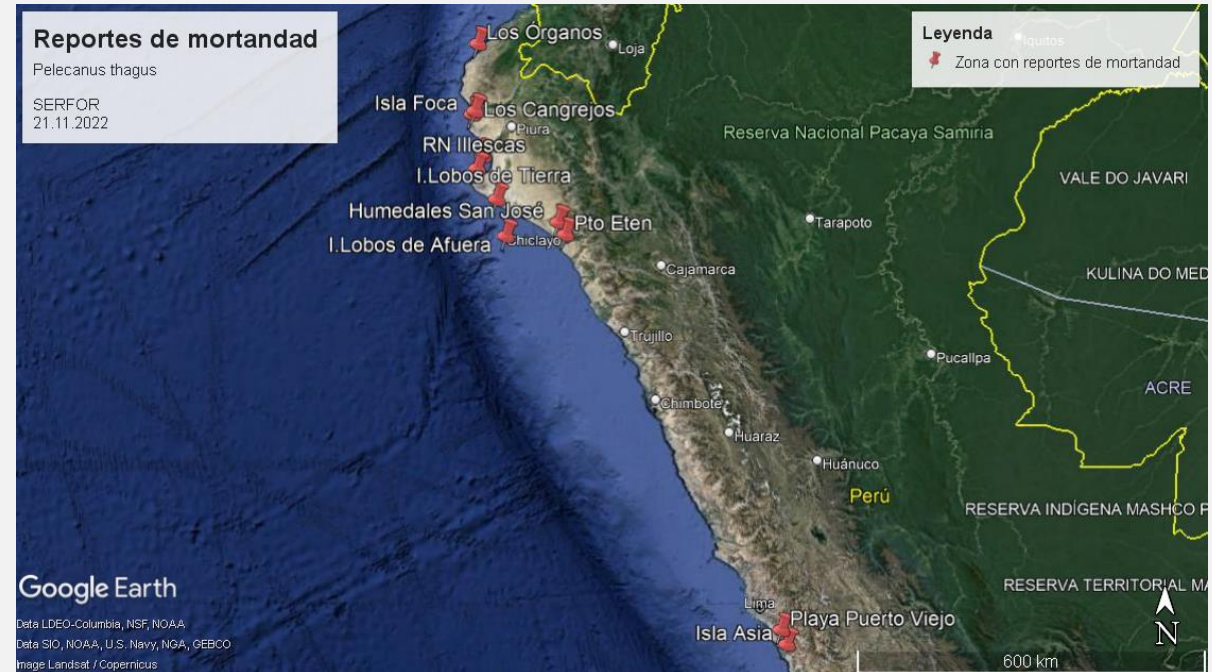 Reportes de mortandad
Pelecanus thagus
SERFOR
21.11.2022
Leyenda
Zona con reportes de mortandad
Iquitos
Los Órganos
Loja
Isla Foca
Los Cangrejos
Piura
Reserva Nacional Pacaya Samiria
RN Illescas
I.Lobos de Tierra
VALE DO JAVARI
Humedales San José
Pto Eten
Tarapoto
I.Lobos de Afuera
Chiclayo
Cajamarca
KULINA DO MED
Trujillo
Pucallpa
ACRE
Chimbote
Huaraz
Huánuco
Perú
RESERVA INDÍGENA MASHCO P
RESERVA TERRITORIAL MA
Google Earth
Lima
Playa Puerto Viejo
Isla Asia
N
Data LDEO-Columbia, NSF, NOAA
Data SIO, NOAA, U.S. Navy, NGA, GEBCO
Image Landsat / Copernicus
600 km